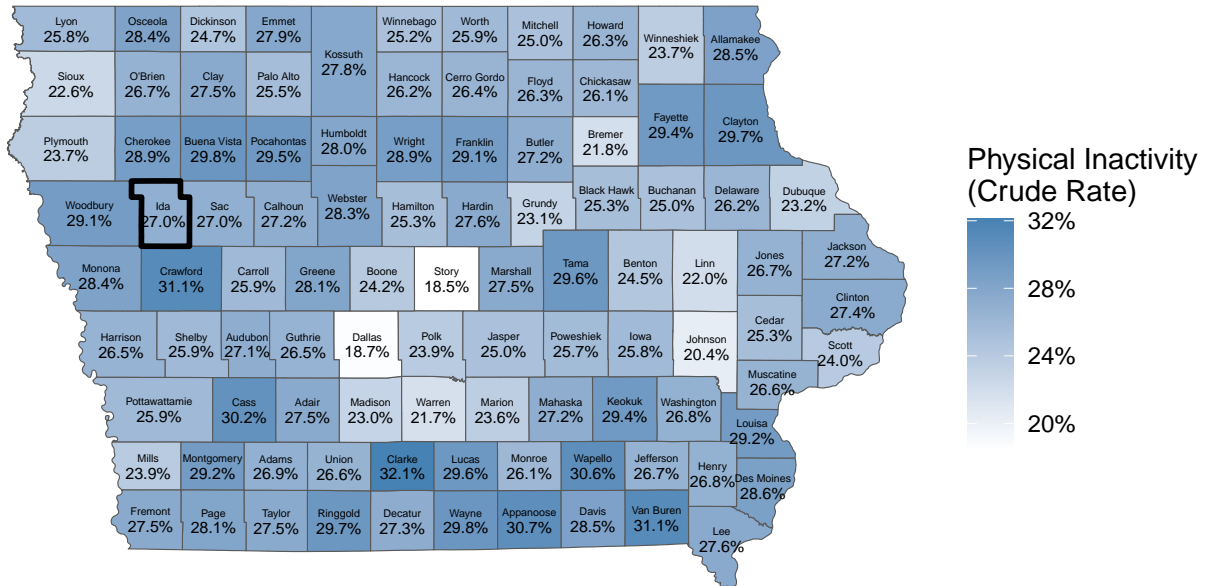 Lyon
25.8%
Osceola
28.4%
Dickinson
24.7%
Emmet
27.9%
Kossuth
27.8%
Winnebago
25.2%
Worth
25.9%
Mitchell
25.0%
Howard
26.3%
Winneshiek
23.7%
Allamakee
28.5%
Sioux
22.6%
O'Brien
26.7%
Clay
27.5%
Palo Alto
25.5%
Hancock
26.2%
Cerro Gordo
26.4%
Floyd
26.3%
Chickasaw
26.1%
Fayette
29.4%
Clayton
29.7%
Plymouth
23.7%
Cherokee
28.9%
Buena Vista
29.8%
Pocahontas
29.5%
Humboldt
28.0%
Wright
28.9%
Franklin
29.1%
Butler
27.2%
Bremer
21.8%
Woodbury
29.1%
Ida
27.0%
Sac
27.0%
Calhoun
27.2%
Webster
28.3%
Hamilton
25.3%
Hardin
27.6%
Grundy
23.1%
Black Hawk
25.3%
Buchanan
25.0%
Delaware
26.2%
Dubuque
23.2%
Monona
28.4%
Crawford
31.1%
Carroll
25.9%
Greene
28.1%
Boone
24.2%
Story
18.5%
Marshall
27.5%
Tama
29.6%
Benton
24.5%
Linn
22.0%
Jones
26.7%
Jackson
27.2%
Clinton
27.4%
Harrison
26.5%
Shelby
25.9%
Audubon
27.1%
Guthrie
26.5%
Dallas
18.7%
Polk
23.9%
Jasper
25.0%
Poweshiek
25.7%
Iowa
25.8%
Johnson
20.4%
Cedar
25.3%
Scott
24.0%
Muscatine
26.6%
Pottawattamie
25.9%
Cass
30.2%
Adair
27.5%
Madison
23.0%
Warren
21.7%
Marion
23.6%
Mahaska
27.2%
Keokuk
29.4%
Washington
26.8%
Louisa
29.2%
Mills
23.9%
Montgomery
29.2%
Adams
26.9%
Union
26.6%
Clarke
32.1%
Lucas
29.6%
Monroe
26.1%
Wapello
30.6%
Jefferson
26.7%
Henry
26.8%
Des Moines
28.6%
Fremont
27.5%
Page
28.1%
Taylor
27.5%
Ringgold
29.7%
Decatur
27.3%
Wayne
29.8%
Appanoose
30.7%
Davis
28.5%
Van Buren
31.1%
Lee
27.6%
Physical Inactivity
(Crude Rate)
32%
28%
24%
20%